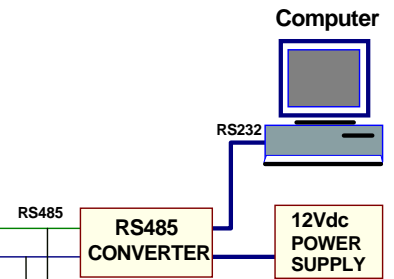 Computer
RS232
RS485
RS485
CONVERTER
12Vdc
POWER
SUPPLY